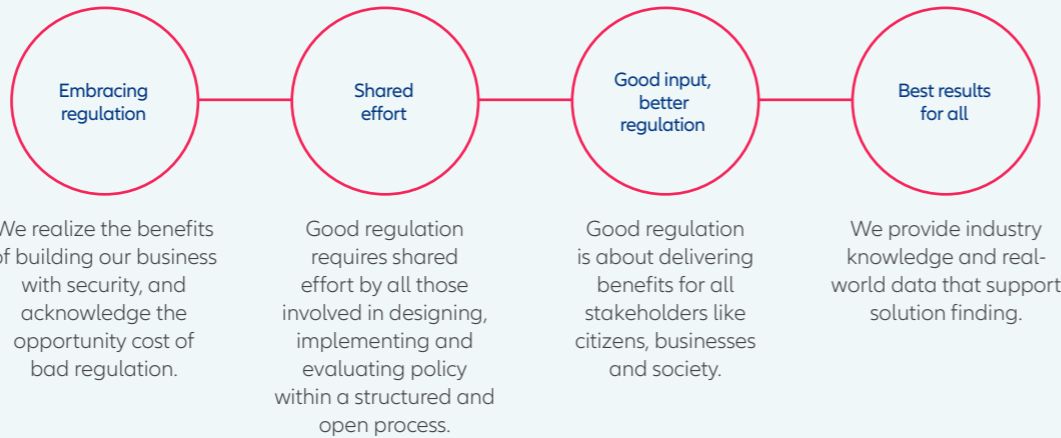 Embracing
regulation
Shared
effort
Good input,
better
regulation
Best results
for all
We realize the benefits
of building our business
with security, and
acknowledge the
opportunity cost of
bad regulation.
Good regulation
requires shared
effort by all those
involved in designing,
implementing and
evaluating policy
within a structured and
open process.
Good regulation
is about delivering
benefits for all
stakeholders like
citizens, businesses
and society.
We provide industry
knowledge and real-
world data that support
solution finding.